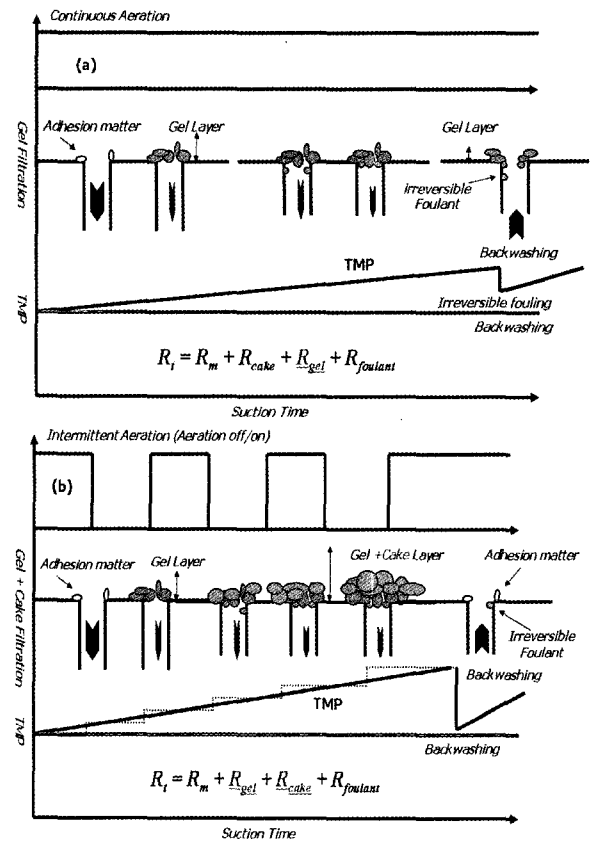 Continuous Aeration
(a)
Adhesion matter
Gel Layer
Gel Layer
Gel Filtration
Irreversible
Foulant
Backwashing
TMP
TMP
Irreversible fouling
Backwashing
R_t = R_m + R_cake + R_gel + R_foulant
Suction Time
Intermittent Aeration (Aeration off/on)
(b)
Adhesion matter
Gel Layer
Gel +Cake Layer
Adhesion matter
Gel + Cake Filtration
Irreversible
Foulant
Backwashing
TMP
TMP
Backwashing
R_t = R_m + R_gel + R_cake + R_foulant
Suction Time